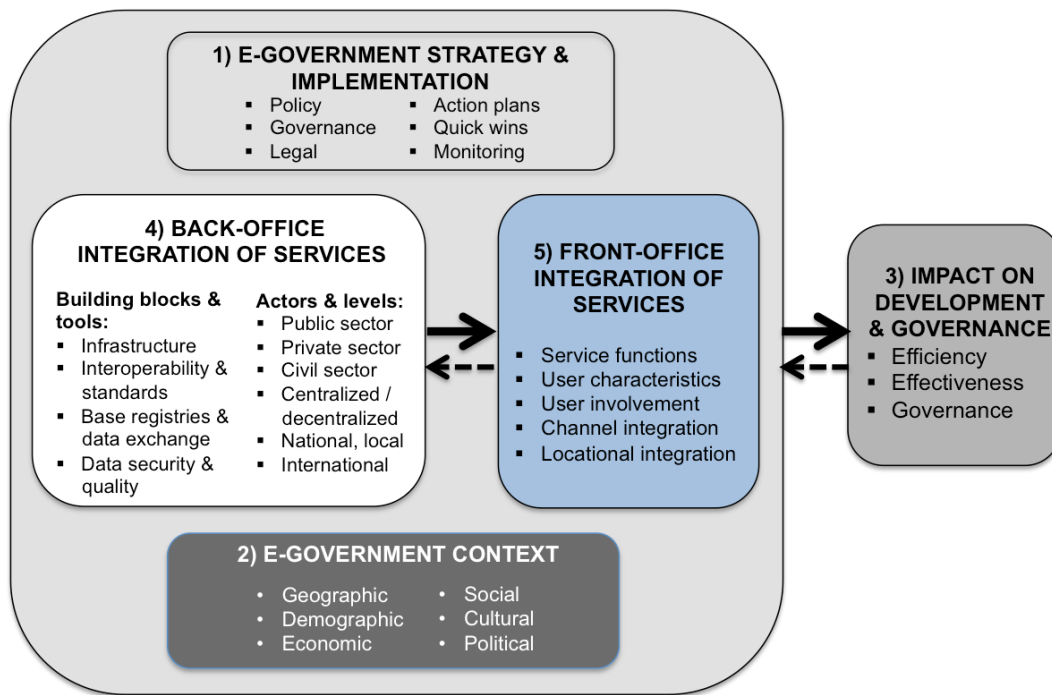 1) E-GOVERNMENT STRATEGY &
IMPLEMENTATION
▪ Policy
▪ Governance
▪ Legal
▪ Action plans
▪ Quick wins
▪ Monitoring
4) BACK-OFFICE
INTEGRATION OF SERVICES
Building blocks &
tools:
▪ Infrastructure
▪ Interoperability &
standards
▪ Base registries &
data exchange
▪ Data security &
quality
Actors & levels:
▪ Public sector
▪ Private sector
▪ Civil sector
▪ Centralized /
decentralized
▪ National, local
▪ International
5) FRONT-OFFICE
INTEGRATION OF
SERVICES
▪ Service functions
▪ User characteristics
▪ User involvement
▪ Channel integration
▪ Locational integration
3) IMPACT ON
DEVELOPMENT
& GOVERNANCE
▪ Efficiency
▪ Effectiveness
▪ Governance
2) E-GOVERNMENT CONTEXT
• Geographic
• Demographic
• Economic
• Social
• Cultural
• Political